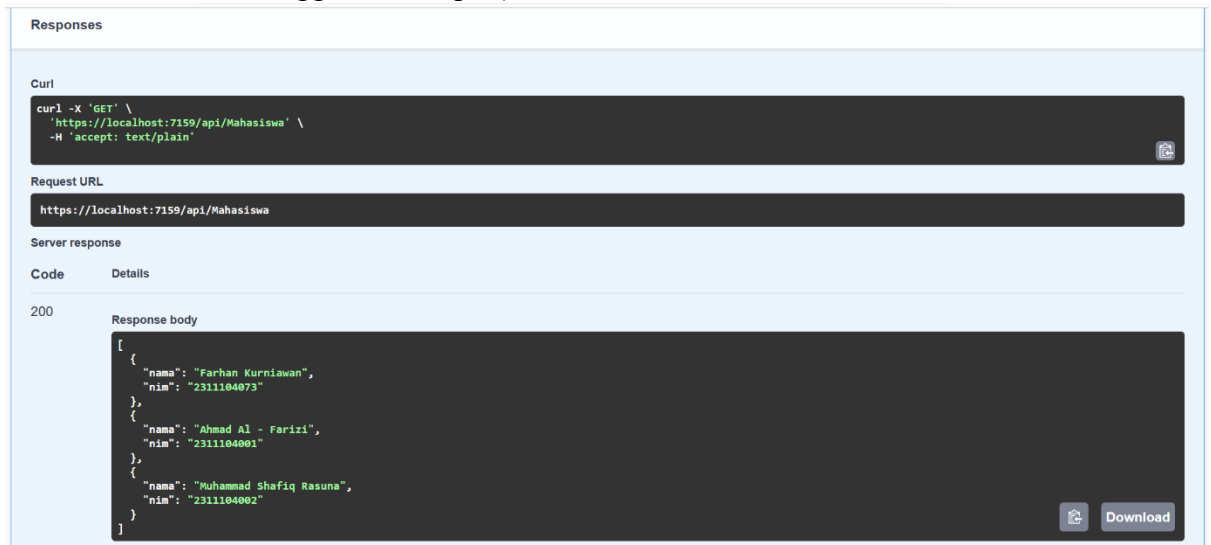 Responses
Curl
curl -X 'GET' \
'https://localhost:7159/api/Mahasiswa' \
-H 'accept: text/plain'
Request URL
https://localhost:7159/api/Mahasiswa
Server response
Code Details
200
Response body
[
{
"nama": "Farhan Kurniawan",
"nim": "2311104073"
},
{
"nama": "Ahmad Al - Farizi",
"nim": "2311104001"
},
{
"nama": "Muhammad Shafiq Rasuna",
"nim": "2311104002"
}
]
Download